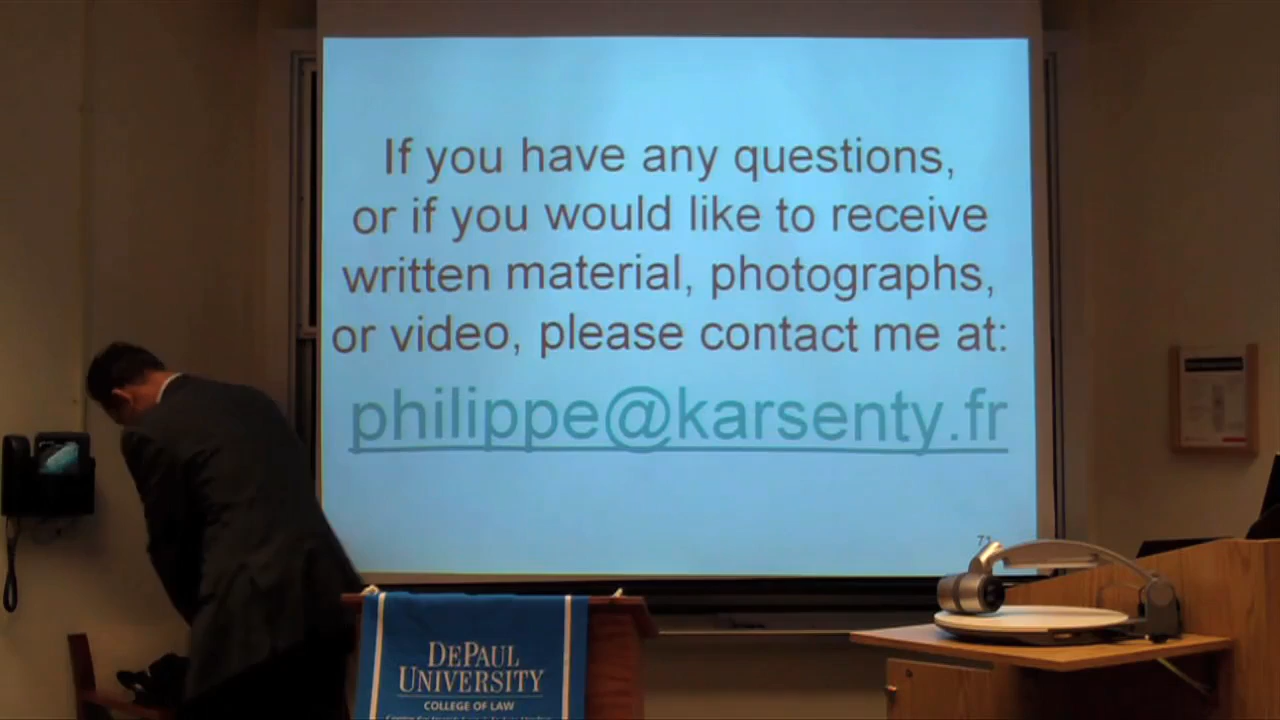 If you have any questions,
or if you would like to receive
written material, photographs,
or video, please contact me at:
philippe@karsenty.fr
DEPAUL
UNIVERSITY
COLLEGE OF LAW